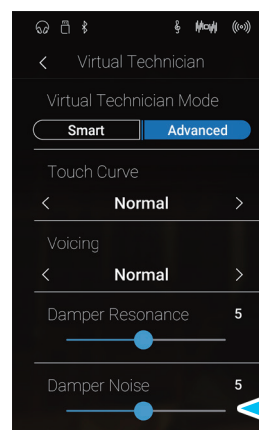 Virtual Technician
Virtual Technician Mode
Smart Advanced
Touch Curve
Normal
Voicing
Normal
Damper Resonance 5
Damper Noise 5